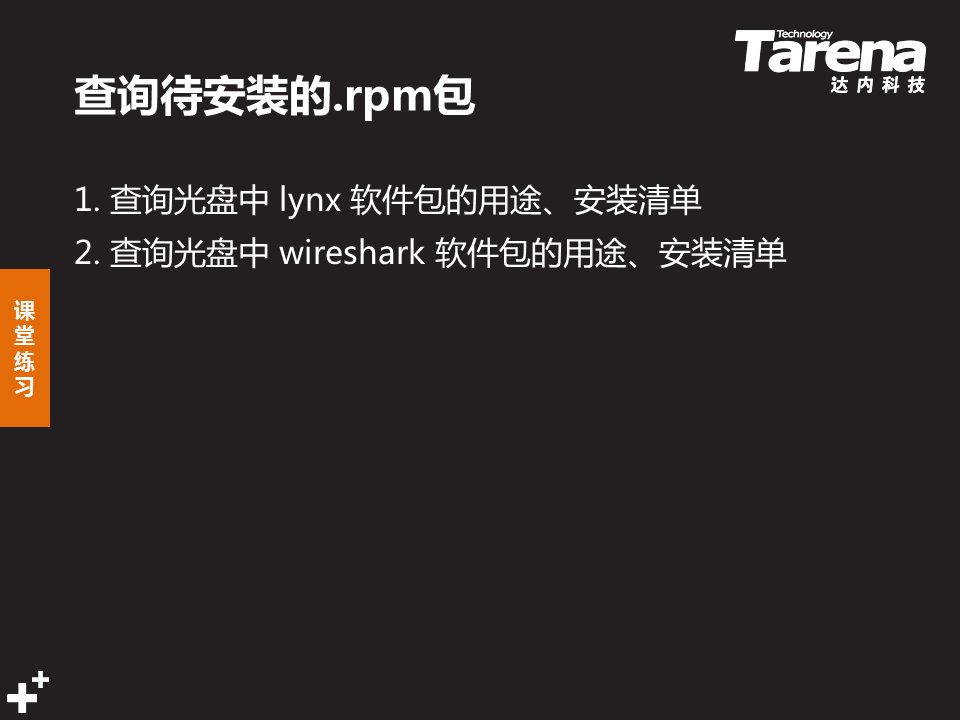 Technology
Tarena
达内科技
查询待安装的.rpm包
1. 查询光盘中 lynx 软件包的用途、安装清单
2. 查询光盘中 wireshark 软件包的用途、安装清单
课
堂
练
习